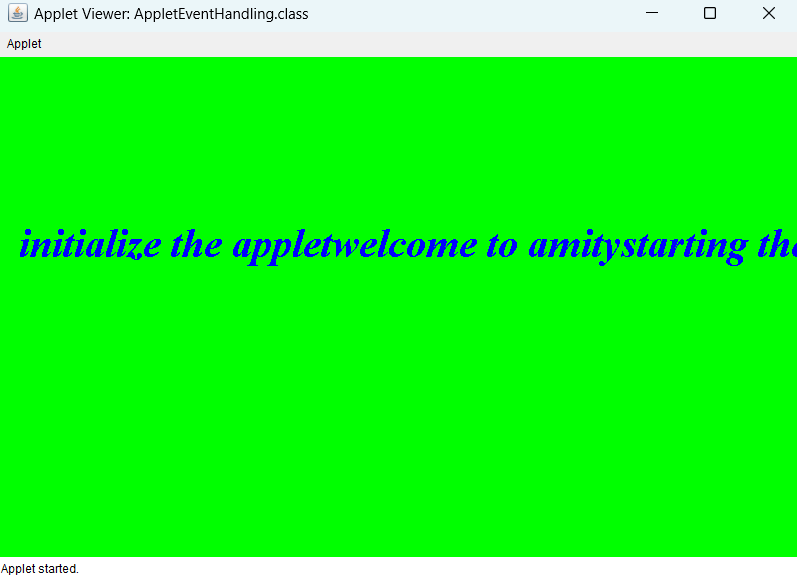 Applet Viewer: AppletEventHandling.class
Applet
initialize the appletwelcome to amitystarting the
Applet started.